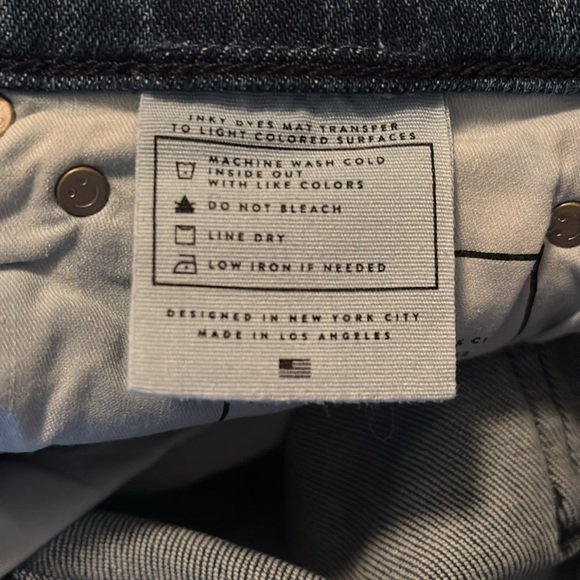 INKY DYES MAY TRANSFER
TO LIGHT COLORED SURFACES
MACHINE WASH COLD
INSIDE OUT
WITH LIKE COLORS
DO NOT BLEACH
LINE DRY
LOW IRON IF NEEDED
DESIGNED IN NEW YORK CITY
MADE IN LOS ANGELES